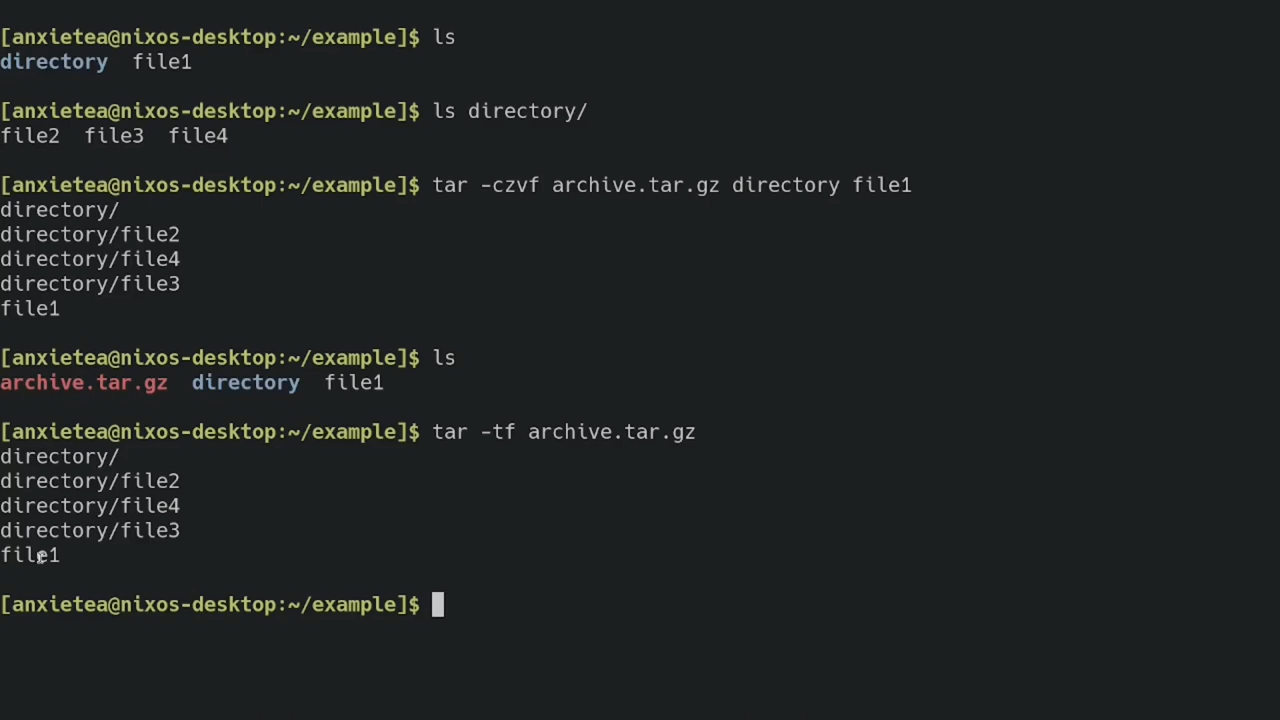 [anxietea@nixos-desktop:~/example]$ ls
directory  file1
[anxietea@nixos-desktop:~/example]$ ls directory/
file2  file3  file4
[anxietea@nixos-desktop:~/example]$ tar -czvf archive.tar.gz directory file1
directory/
directory/file2
directory/file4
directory/file3
file1
[anxietea@nixos-desktop:~/example]$ ls
archive.tar.gz  directory  file1
[anxietea@nixos-desktop:~/example]$ tar -tf archive.tar.gz
directory/
directory/file2
directory/file4
directory/file3
file1
[anxietea@nixos-desktop:~/example]$